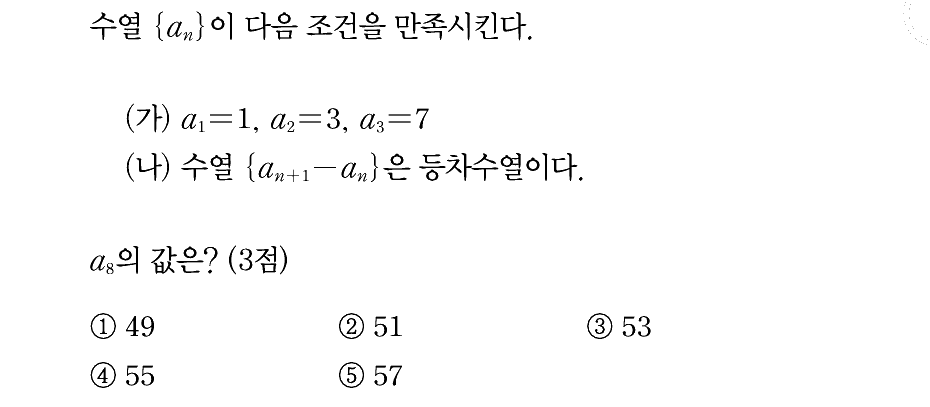 수열 {aₙ}이 다음 조건을 만족시킨다.
(가) a₁=1, a₂=3, a₃=7
(나) 수열 {aₙ₊₁-aₙ}은 등차수열이다.
a₈의 값은? (3점)
① 49 ② 51 ③ 53
④ 55 ⑤ 57